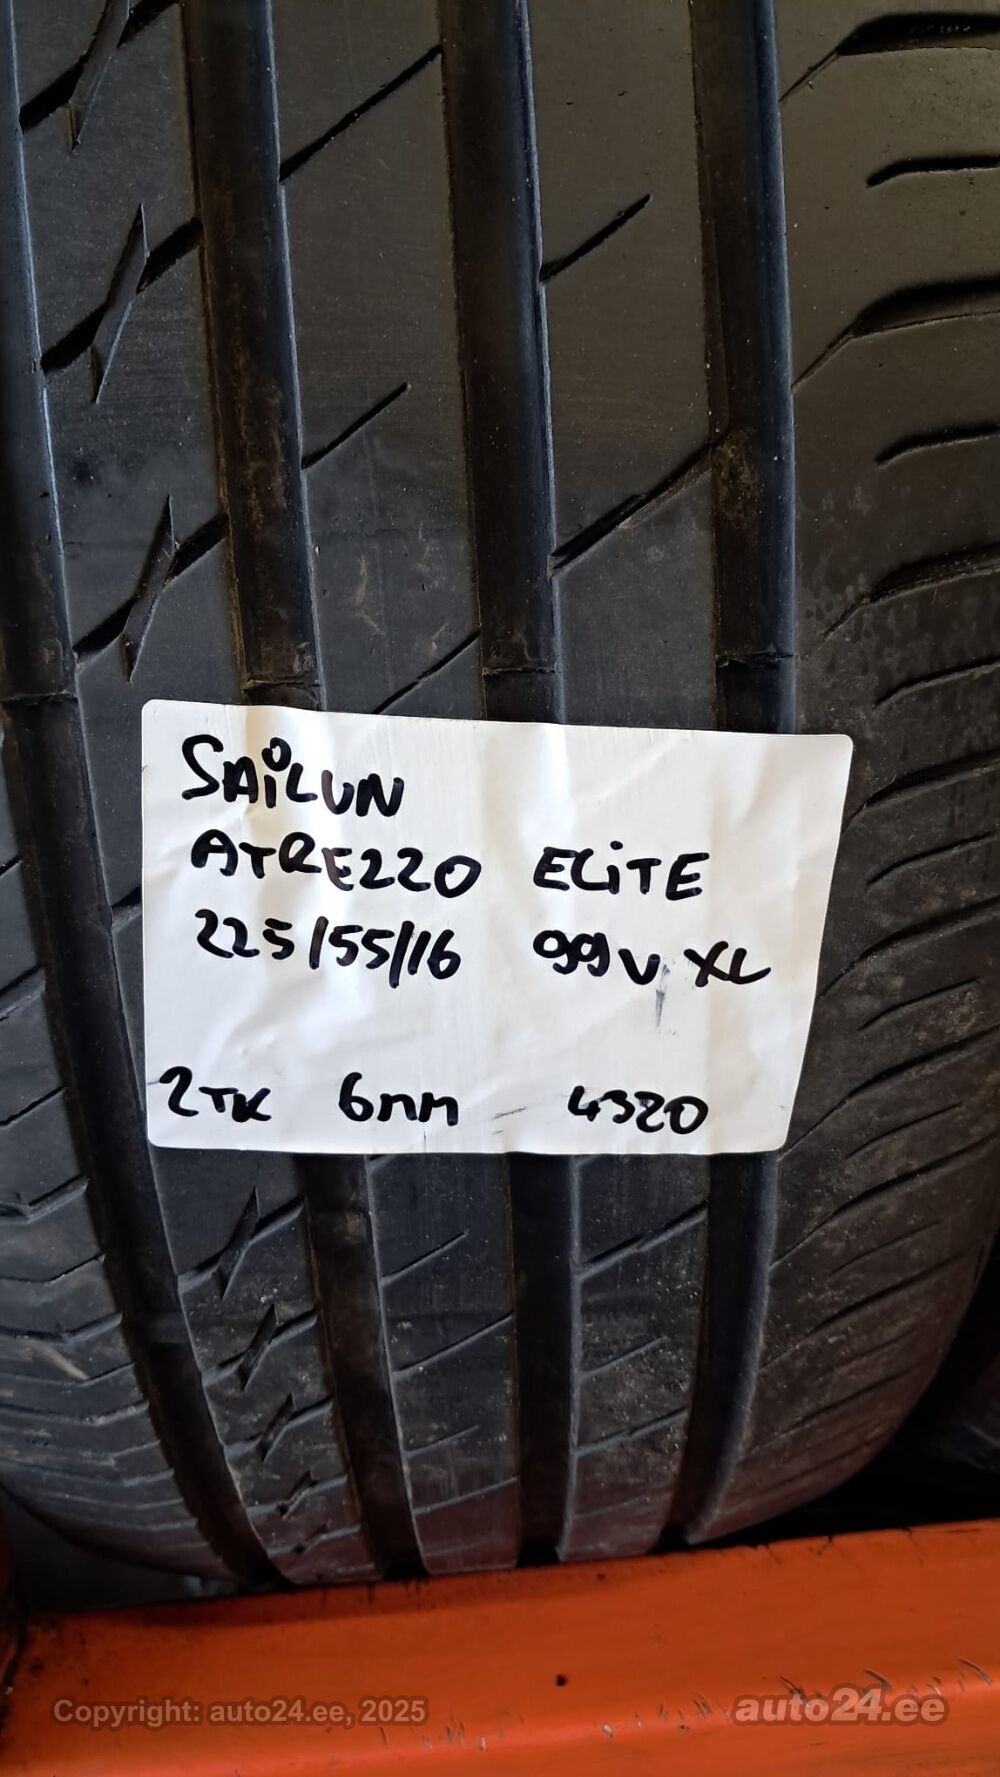 SAiLUN
ATREZZO ELiTE
225/55/16 99V XL
2TK 6mm 4320
Copyright: auto24.ee, 2025
auto24.ee